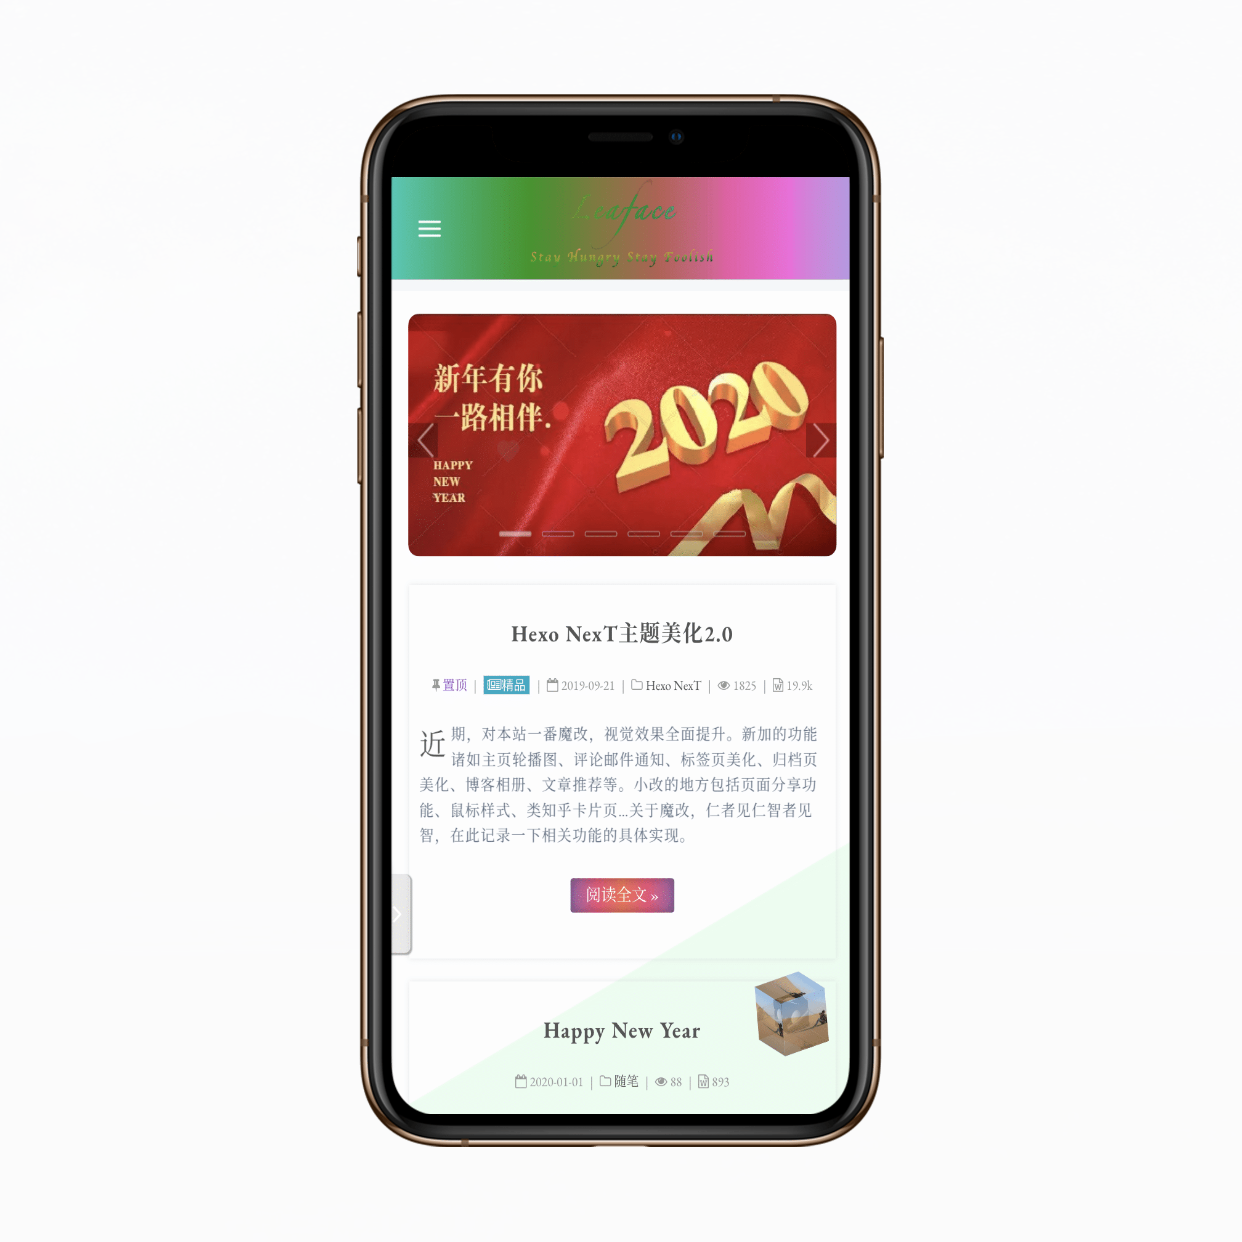 Leaface
Stay Hungry Stay Foolish
新年有你
一路相伴.
2020
HAPPY
NEW
YEAR
Hexo NexT主题美化2.0
置顶 | 精品 | 2019-09-21 | Hexo NexT | 1825 | 19.9k
近期，对本站一番魔改，视觉效果全面提升。新加的功能
诸如主页轮播图、评论邮件通知、标签页美化、归档页
美化、博客相册、文章推荐等。小改的地方包括页面分享功
能、鼠标样式、类知乎卡片页...关于魔改，仁者见仁智者见
智，在此记录一下相关功能的具体实现。
阅读全文 »
Happy New Year
2020-01-01 | 随笔 | 88 | 893